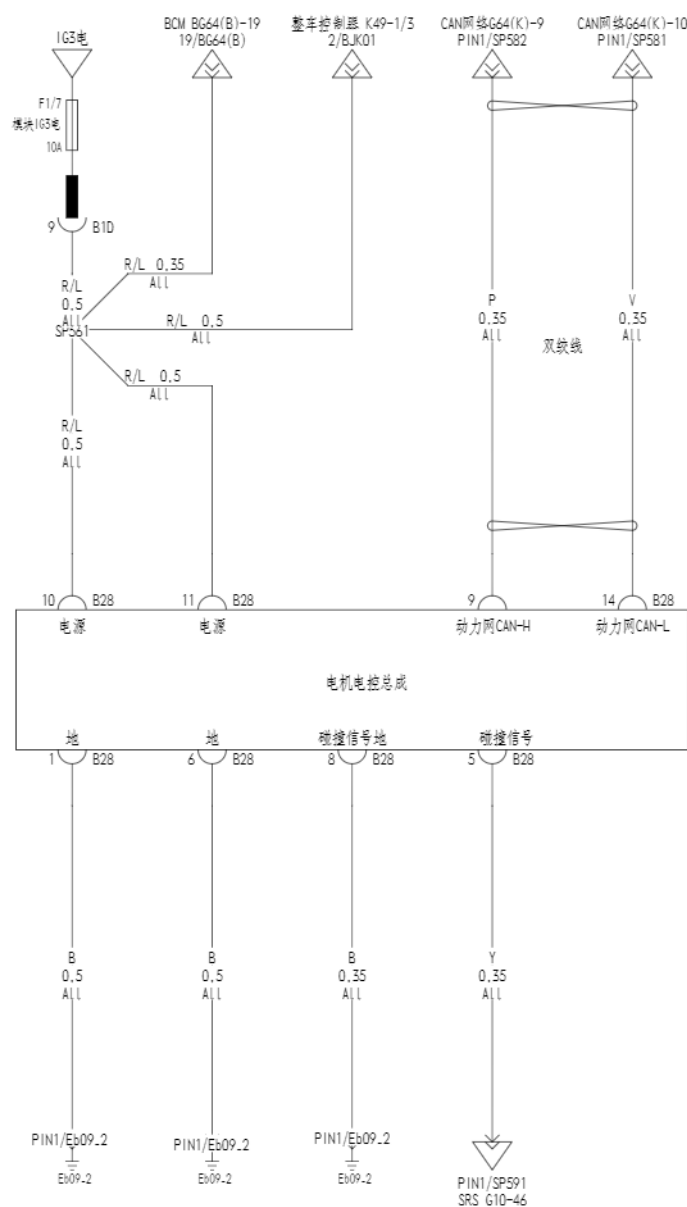 IG3电
BCM BG64(B)-19
19/BG64(B)
整车控制器 K49-1/3
2/BJK01
CAN网络G64(K)-9
PIN1/SP582
CAN网络G64(K)-10
PIN1/SP581
F1/7
模块IG3电
10A
9 B1D
R/L 0.35
All
R/L
0.5
All
SP561
R/L 0.5
All
R/L 0.5
All
R/L
0.5
All
P
0.35
All
双绞线
V
0.35
All
10 B28
11 B28
9
14 B28
电源
电源
动力网CAN-H
动力网CAN-L
电机电控总成
地
地
碰撞信号地
碰撞信号
1 B28
6 B28
8 B28
5 B28
B
0.5
All
B
0.5
All
B
0.35
All
Y
0.35
All
PIN1/Eb09_2
Eb09-2
PIN1/Eb09_2
Eb09-2
PIN1/Eb09_2
Eb09-2
PIN1/SP591
SRS G10-46